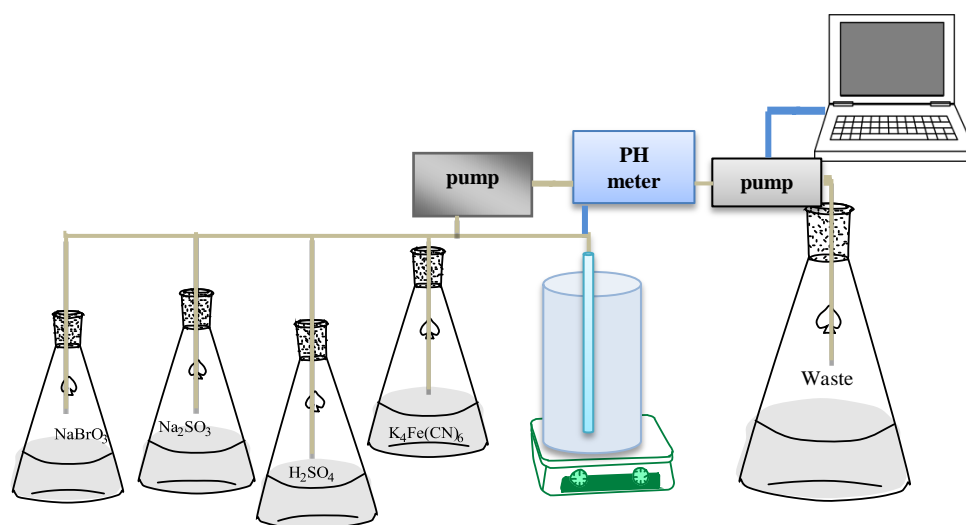 pump
PH
meter
pump
NaBrO₃
Na₂SO₃
H₂SO₄
K₄Fe(CN)₆
Waste